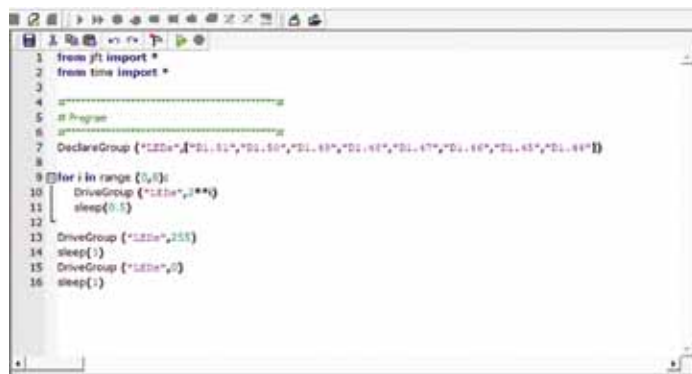 1 from jft import *
2 from time import *
3
4 #******************************************#
5 # Program
6 #******************************************#
7 DeclareGroup ("LEDs",["D1.51","D1.50","D1.49","D1.48","D1.47","D1.46","D1.45","D1.44"])
8
9 for i in range (0,8):
10 DriveGroup ("LEDs",2**i)
11 sleep(0.5)
12
13 DriveGroup ("LEDs",255)
14 sleep(1)
15 DriveGroup ("LEDs",0)
16 sleep(1)